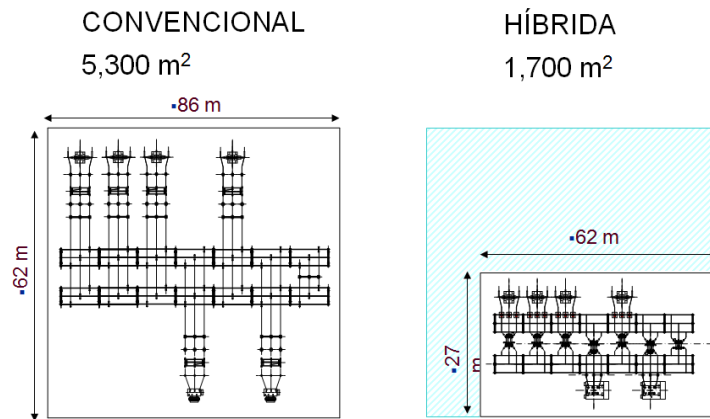 CONVENCIONAL
5,300 m²
▪86 m
▪62 m
HÍBRIDA
1,700 m²
▪62 m
▪27 m